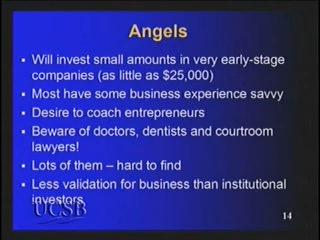 Angels
▪ Will invest small amounts in very early-stage
companies (as little as $25,000)
▪ Most have some business experience savvy
▪ Desire to coach entrepreneurs
▪ Beware of doctors, dentists and courtroom
lawyers!
▪ Lots of them – hard to find
▪ Less validation for business than institutional
investors
UCSB
14